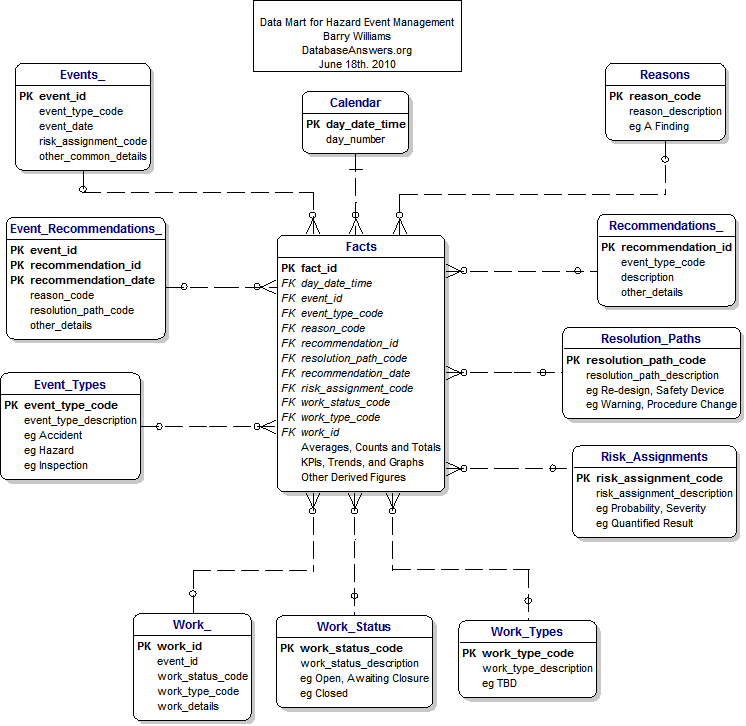 Data Mart for Hazard Event Management
Barry Williams
DatabaseAnswers.org
June 18th. 2010
Events_
PK event_id
event_type_code
event_date
risk_assignment_code
other_common_details
Calendar
PK day_date_time
day_number
Reasons
PK reason_code
reason_description
eg A Finding
Event_Recommendations_
PK event_id
PK recommendation_id
PK recommendation_date
reason_code
resolution_path_code
other_details
Facts
PK fact_id
FK day_date_time
FK event_id
FK event_type_code
FK reason_code
FK recommendation_id
FK resolution_path_code
FK recommendation_date
FK risk_assignment_code
FK work_status_code
FK work_type_code
FK work_id
Averages, Counts and Totals
KPIs, Trends, and Graphs
Other Derived Figures
Recommendations_
PK recommendation_id
event_type_code
description
other_details
Resolution_Paths
PK resolution_path_code
resolution_path_description
eg Re-design, Safety Device
eg Warning, Procedure Change
Event_Types
PK event_type_code
event_type_description
eg Accident
eg Hazard
eg Inspection
Risk_Assignments
PK risk_assignment_code
risk_assignment_description
eg Probability, Severity
eg Quantified Result
Work_
PK work_id
event_id
work_status_code
work_type_code
work_details
Work_Status
PK work_status_code
work_status_description
eg Open, Awaiting Closure
eg Closed
Work_Types
PK work_type_code
work_type_description
eg TBD